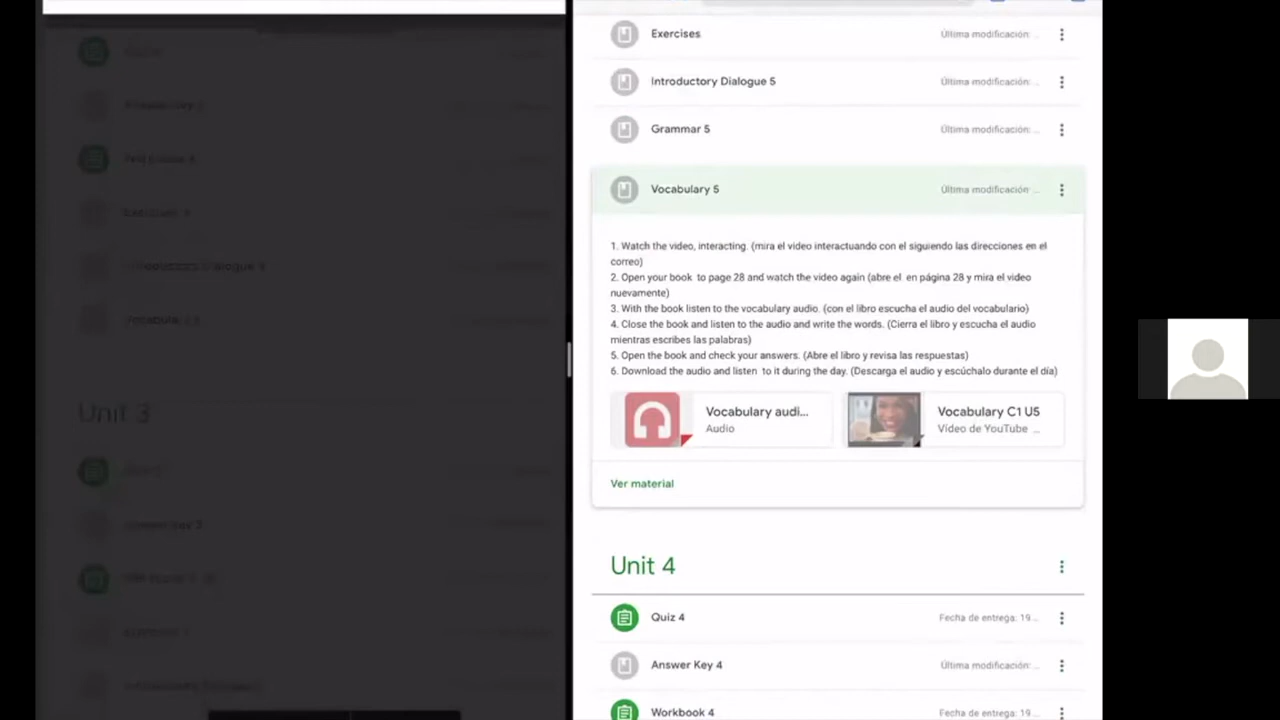 Exercises
Última modificación: ...
Introductory Dialogue 5
Última modificación: ...
Grammar 5
Última modificación: ...
Vocabulary 5
Última modificación: ...
1. Watch the video, interacting. (mira el video interactuando con el siguiendo las direcciones en el
correo)
2. Open your book to page 28 and watch the video again (abre el en página 28 y mira el video
nuevamente)
3. With the book listen to the vocabulary audio. (con el libro escucha el audio del vocabulario)
4. Close the book and listen to the audio and write the words. (Cierra el libro y escucha el audio
mientras escribes las palabras)
5. Open the book and check your answers. (Abre el libro y revisa las respuestas)
6. Download the audio and listen to it during the day. (Descarga el audio y escúchalo durante el día)
Vocabulary audi...
Audio
Vocabulary C1 U5
Vídeo de YouTube ...
Ver material
Unit 4
Quiz 4
Fecha de entrega: 19...
Answer Key 4
Última modificación: ...
Workbook 4
Fecha de entrega: 19...
Unit 3